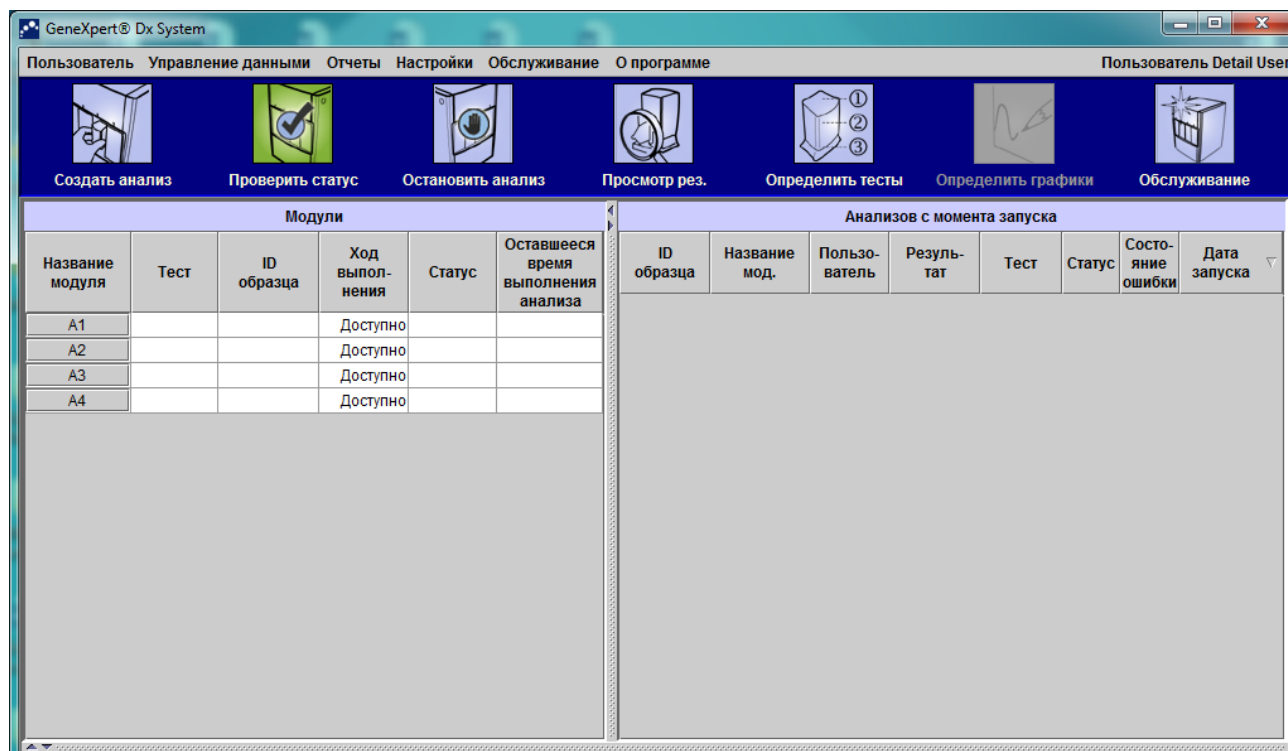 GeneXpert® Dx System
Пользователь Управление данными Отчеты Настройки Обслуживание О программе Пользователь Detail User
①
②
③
Создать анализ Проверить статус Остановить анализ Просмотр рез. Определить тесты Определить графики Обслуживание
Модули
Название
модуля
Тест
ID
образца
Ход
выпол-
нения
Статус
Оставшееся
время
выполнения
анализа
A1 Доступно
A2 Доступно
A3 Доступно
A4 Доступно
Анализов с момента запуска
ID
образца
Название
мод.
Пользо-
ватель
Резуль-
тат
Тест
Статус
Состо-
яние
ошибки
Дата
запуска